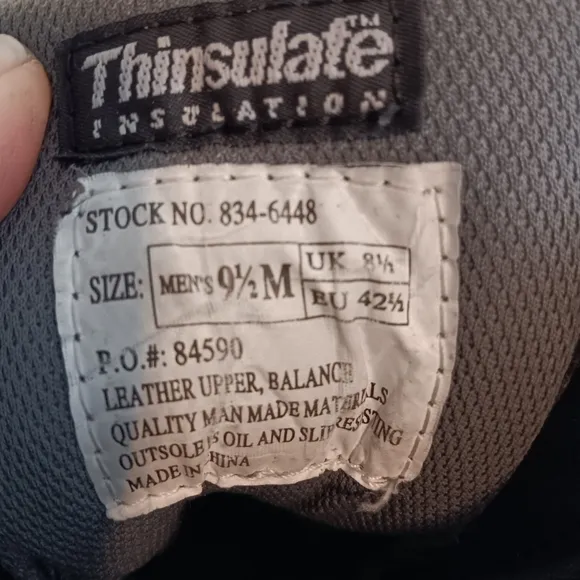 Thinsulate™
INSULATION
STOCK NO. 834-6448
SIZE: MEN'S 9½ M
UK 8½
EU 42½
P.O.#: 84590
LEATHER UPPER, BALANCE
QUALITY MAN MADE MATERIALS
OUTSOLE IS OIL AND SLIP RESISTING
MADE IN CHINA